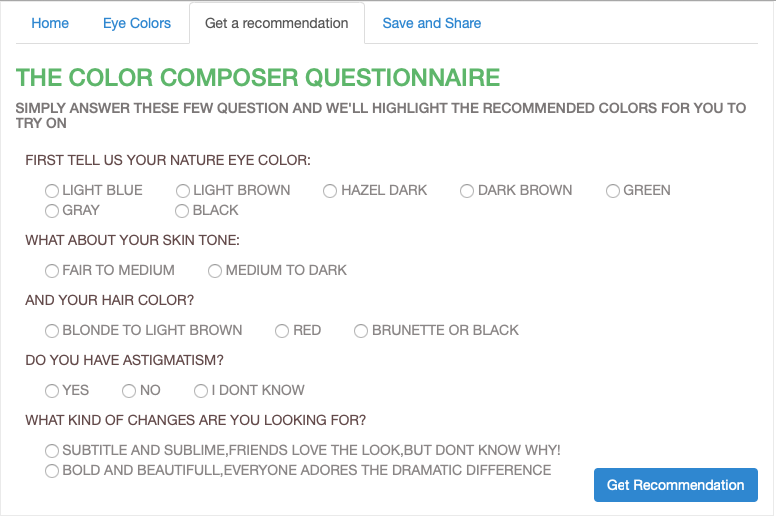 Home Eye Colors Get a recommendation Save and Share
THE COLOR COMPOSER QUESTIONNAIRE
SIMPLY ANSWER THESE FEW QUESTION AND WE'LL HIGHLIGHT THE RECOMMENDED COLORS FOR YOU TO
TRY ON
FIRST TELL US YOUR NATURE EYE COLOR:
LIGHT BLUE LIGHT BROWN HAZEL DARK DARK BROWN GREEN
GRAY BLACK
WHAT ABOUT YOUR SKIN TONE:
FAIR TO MEDIUM MEDIUM TO DARK
AND YOUR HAIR COLOR?
BLONDE TO LIGHT BROWN RED BRUNETTE OR BLACK
DO YOU HAVE ASTIGMATISM?
YES NO I DONT KNOW
WHAT KIND OF CHANGES ARE YOU LOOKING FOR?
SUBTITLE AND SUBLIME,FRIENDS LOVE THE LOOK,BUT DONT KNOW WHY!
BOLD AND BEAUTIFULL,EVERYONE ADORES THE DRAMATIC DIFFERENCE
Get Recommendation